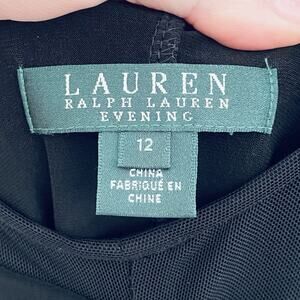 LAUREN
RALPH LAUREN
EVENING
12
CHINA
FABRIQUÉ EN
CHINE